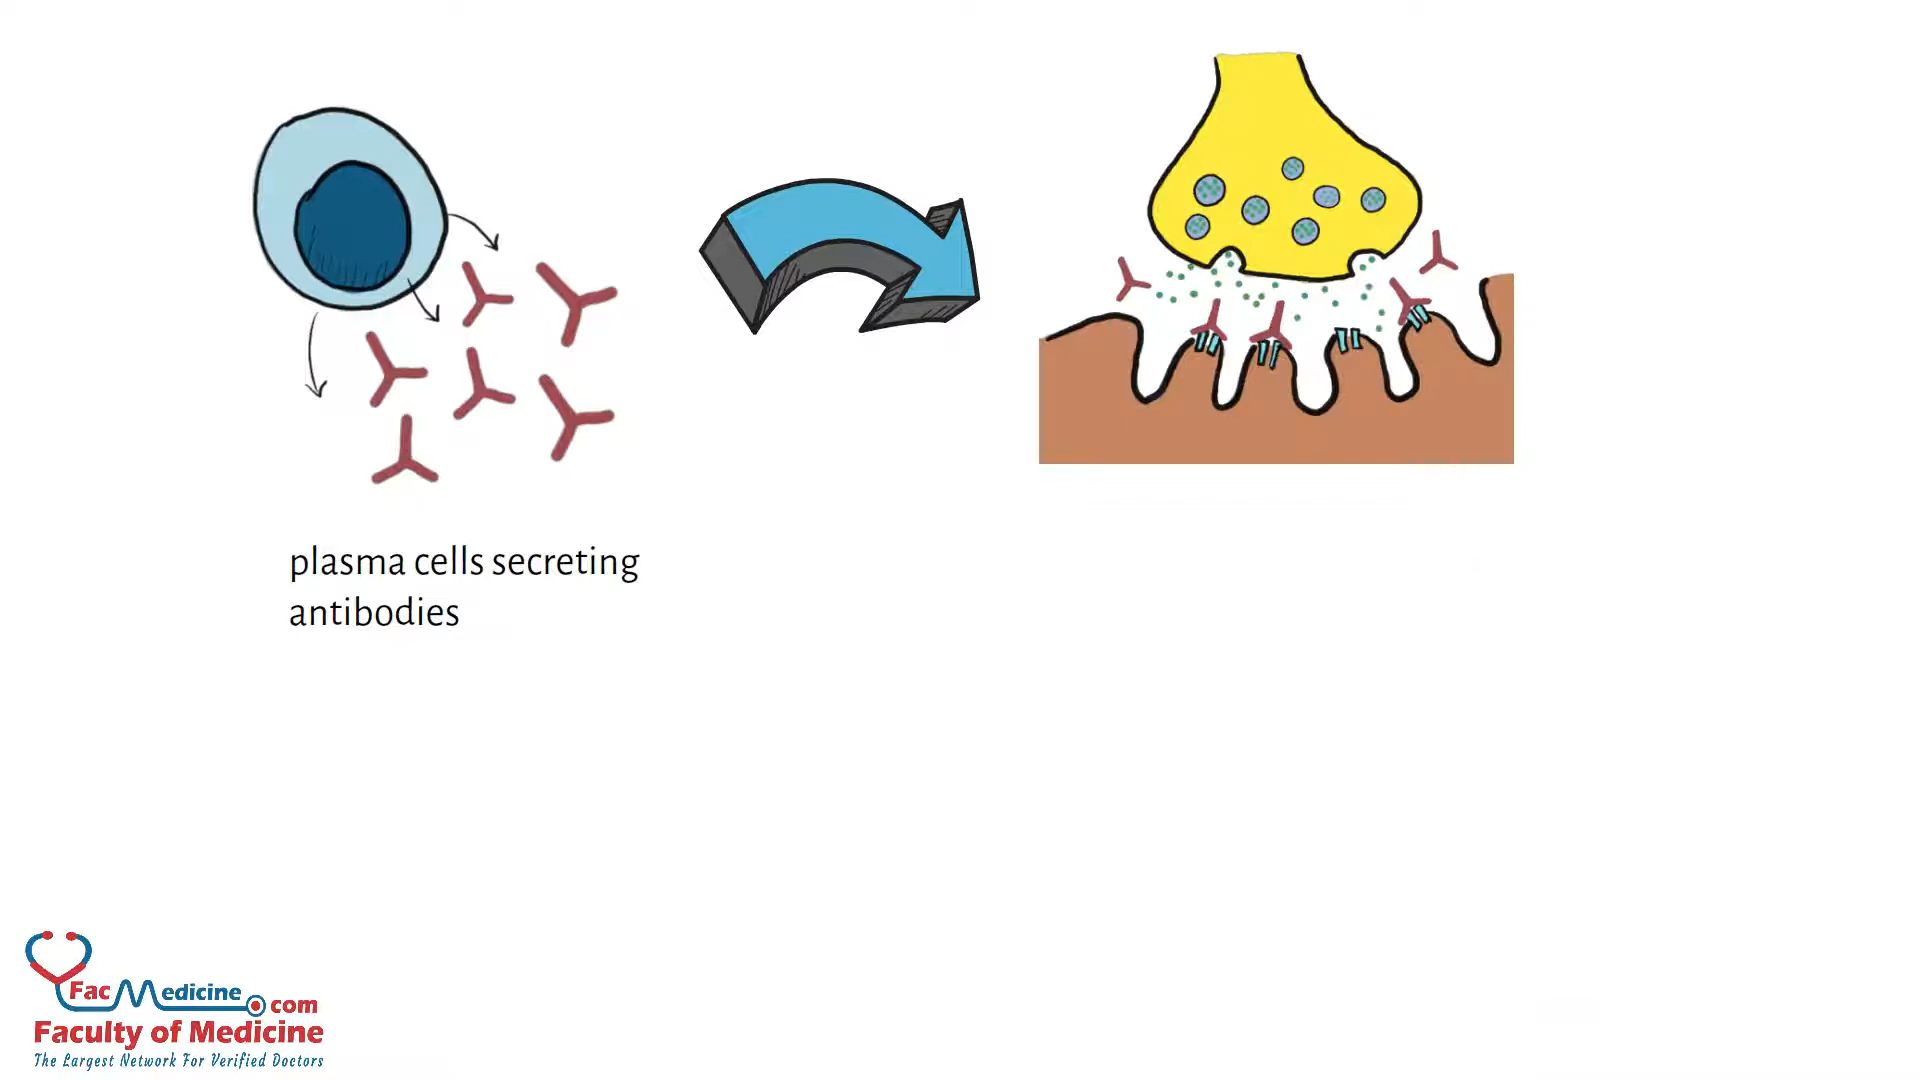 plasma cells secreting
antibodies
FacMedicine.com
Faculty of Medicine
The Largest Network For Verified Doctors